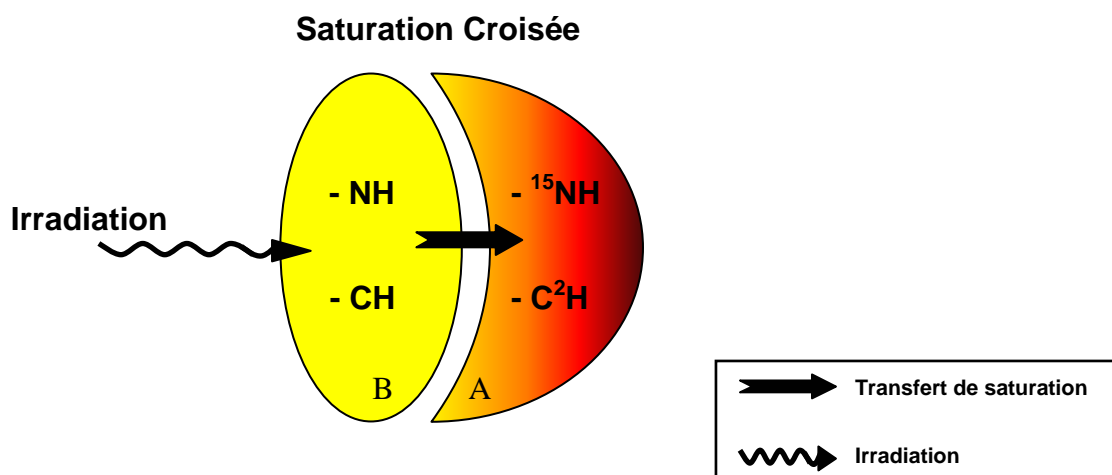 Saturation Croisée
- NH
- ¹⁵NH
Irradiation
- CH
- C²H
B
A
Transfert de saturation
Irradiation